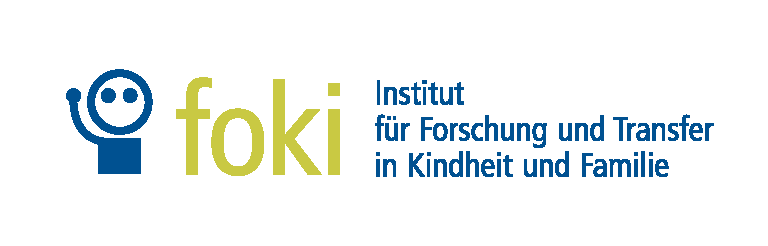 foki
Institut
für Forschung und Transfer
in Kindheit und Familie